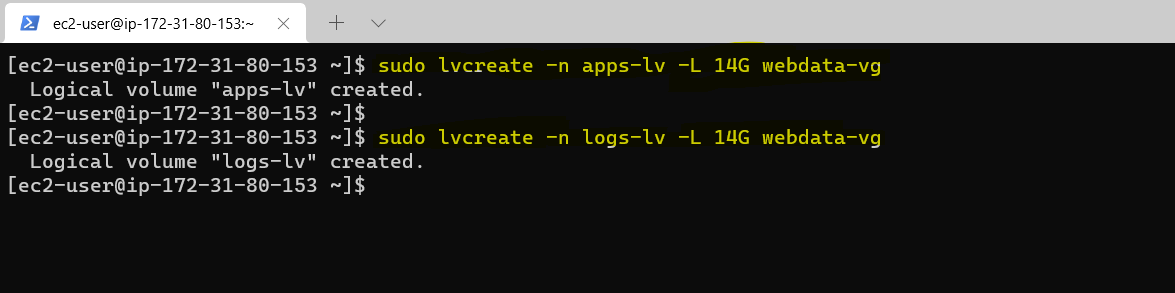 ec2-user@ip-172-31-80-153:~
[ec2-user@ip-172-31-80-153 ~]$ sudo lvcreate -n apps-lv -L 14G webdata-vg
  Logical volume "apps-lv" created.
[ec2-user@ip-172-31-80-153 ~]$
[ec2-user@ip-172-31-80-153 ~]$ sudo lvcreate -n logs-lv -L 14G webdata-vg
  Logical volume "logs-lv" created.
[ec2-user@ip-172-31-80-153 ~]$